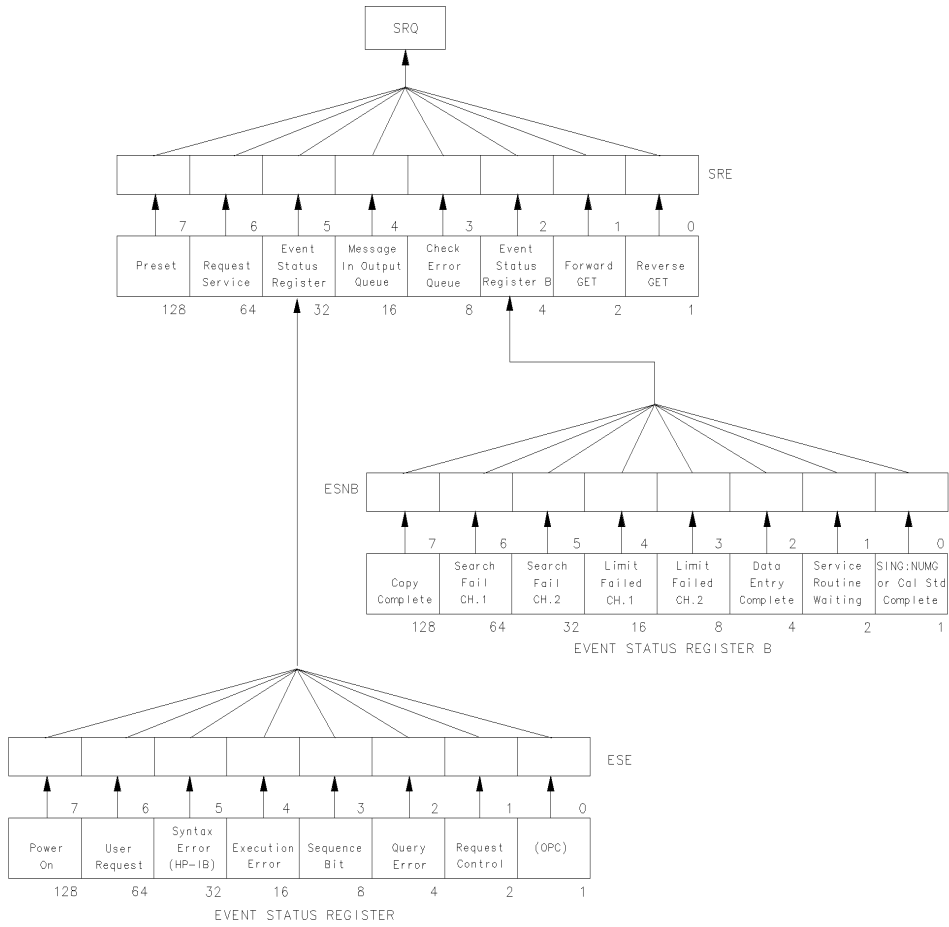 SRQ
SRE
7 6 5 4 3 2 1 0
Preset
Request
Service
Event
Status
Register
Message
In Output
Queue
Check
Error
Queue
Event
Status
Register B
Forward
GET
Reverse
GET
128 64 32 16 8 4 2 1
ESNB
7 6 5 4 3 2 1 0
Copy
Complete
Search
Fail
CH.1
Search
Fail
CH.2
Limit
Failed
CH.1
Limit
Failed
CH.2
Data
Entry
Complete
Service
Routine
Waiting
SING:NUMG
or Cal Std
Complete
128 64 32 16 8 4 2 1
EVENT STATUS REGISTER B
ESE
7 6 5 4 3 2 1 0
Power
On
User
Request
Syntax
Error
(HP-IB)
Execution
Error
Sequence
Bit
Query
Error
Request
Control
(OPC)
128 64 32 16 8 4 2 1
EVENT STATUS REGISTER